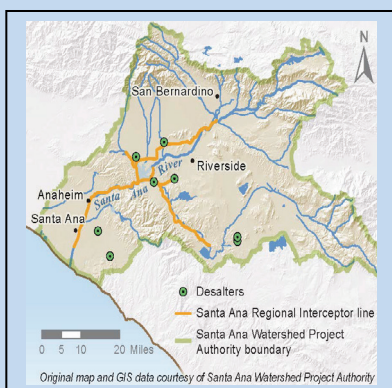 N
San Bernardino
Riverside
Santa Ana River
Anaheim
Santa Ana
Desalters
Santa Ana Regional Interceptor line
Santa Ana Watershed Project
Authority boundary
0 5 10 20 Miles
Original map and GIS data courtesy of Santa Ana Watershed Project Authority